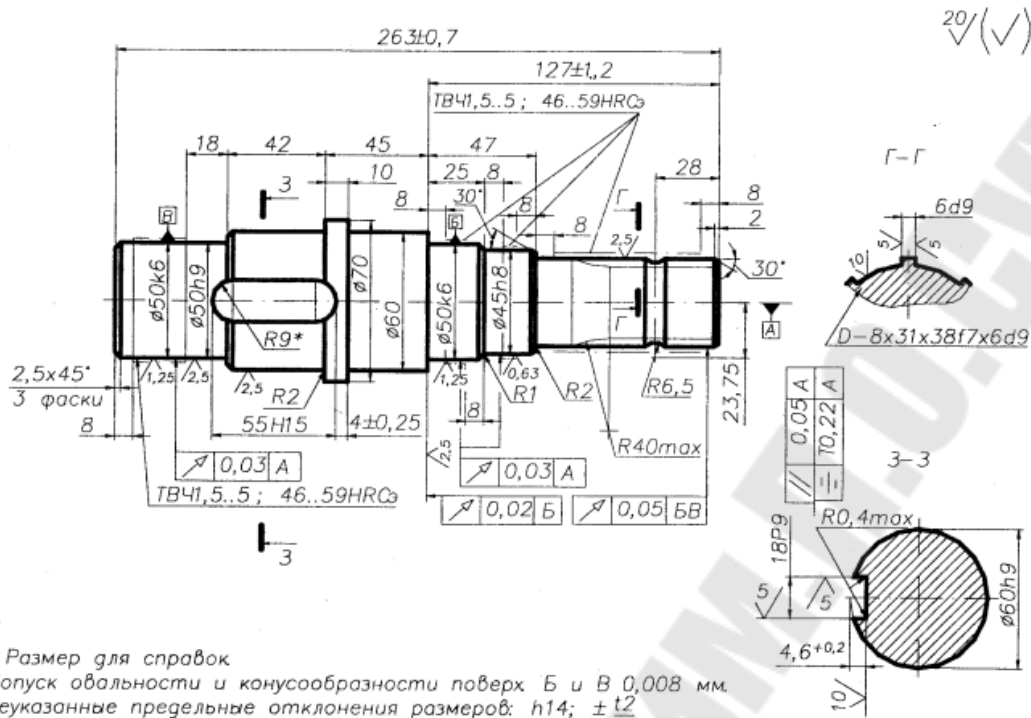 20 (√)
263±0,7
127±1,2
ТВЧ1,5..5 ; 46..59HRCэ
18 42 45 47 28
10 25 8 8
8 30° 8 2
8
3 Г 2,5
В Б
Ø50k6 Ø50h9 Ø70 Ø60 Ø50k6 Ø45h8
30°
А
R9*
Г
2,5x45°
3 фаски
1,25 2,5 2,5 R2 1,25 0,63 R1 R2 R6,5
23,75
8
8 55H15 4±0,25 2,5 R40max
0,03 А
0,03 А
ТВЧ1,5..5 ; 46..59HRCэ
0,02 Б
0,05 БВ
3
Г-Г
6d9
5 5
10
D-8x31x38f7x6d9
// 0,05 А
T0,22 А
3-3
R0,4max
18P9
5 5
Ø60h9
4,6+0,2
10
Размер для справок
опуск овальности и конусообразности поверх. Б и В 0,008 мм.
еуказанные предельные отклонения размеров: h14; ± t2